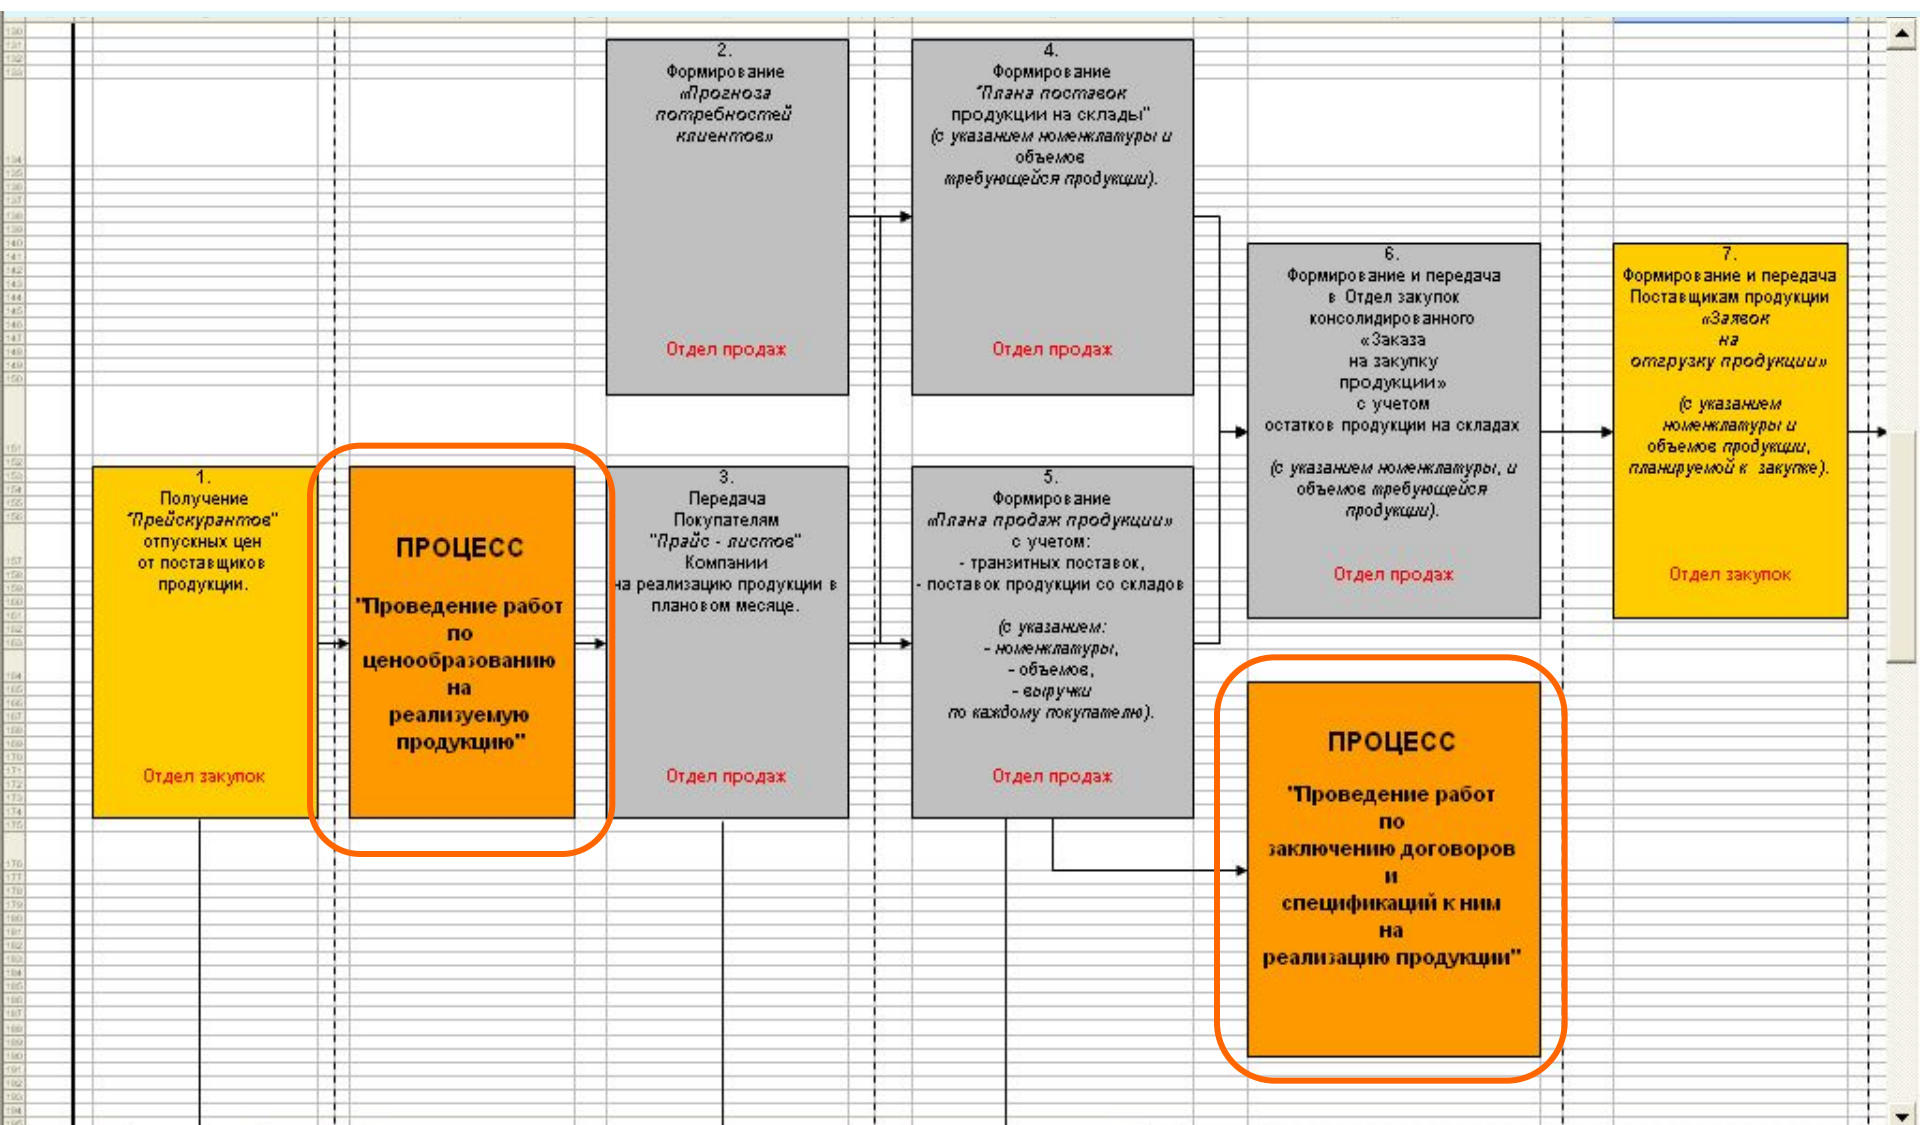 2.
Формирование
«Прогноза
потребностей
клиентов»
Отдел продаж
4.
Формирование
"Плана поставок
продукции на склады"
(с указанием номенклатуры и
объемов
требующейся продукции).
Отдел продаж
6.
Формирование и передача
в Отдел закупок
консолидированного
«Заказа
на закупку
продукции»
с учетом
остатков продукции на складах
(с указанием номенклатуры, и
объемов требующейся
продукции).
Отдел продаж
7.
Формирование и передача
Поставщикам продукции
«Заявок
на
отгрузку продукции»
(с указанием
номенклатуры и
объемов продукции,
планируемой к закупке).
Отдел закупок
1.
Получение
"Прейскурантов"
отпускных цен
от поставщиков
продукции.
Отдел закупок
ПРОЦЕСС
"Проведение работ
по
ценообразованию
на
реализуемую
продукцию"
3.
Передача
Покупателям
"Прайс - листов"
Компании
на реализацию продукции в
плановом месяце.
Отдел продаж
5.
Формирование
«Плана продаж продукции»
с учетом:
- транзитных поставок,
- поставок продукции со складов
(с указанием:
- номенклатуры,
- объемов,
- выручки
по каждому покупателю).
Отдел продаж
ПРОЦЕСС
"Проведение работ
по
заключению договоров
и
спецификаций к ним
на
реализацию продукции"